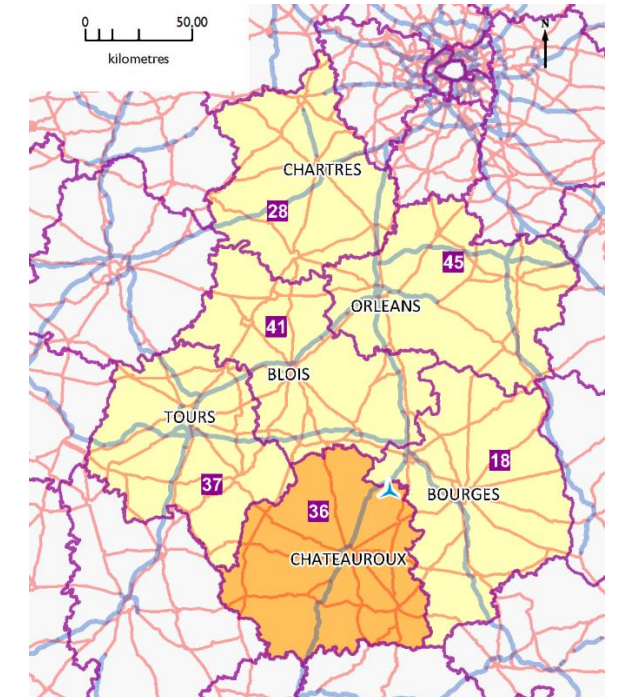 0 50,00
kilometres
N
CHARTRES
28
45
ORLEANS
41
BLOIS
TOURS
18
37
BOURGES
36
CHATEAUROUX